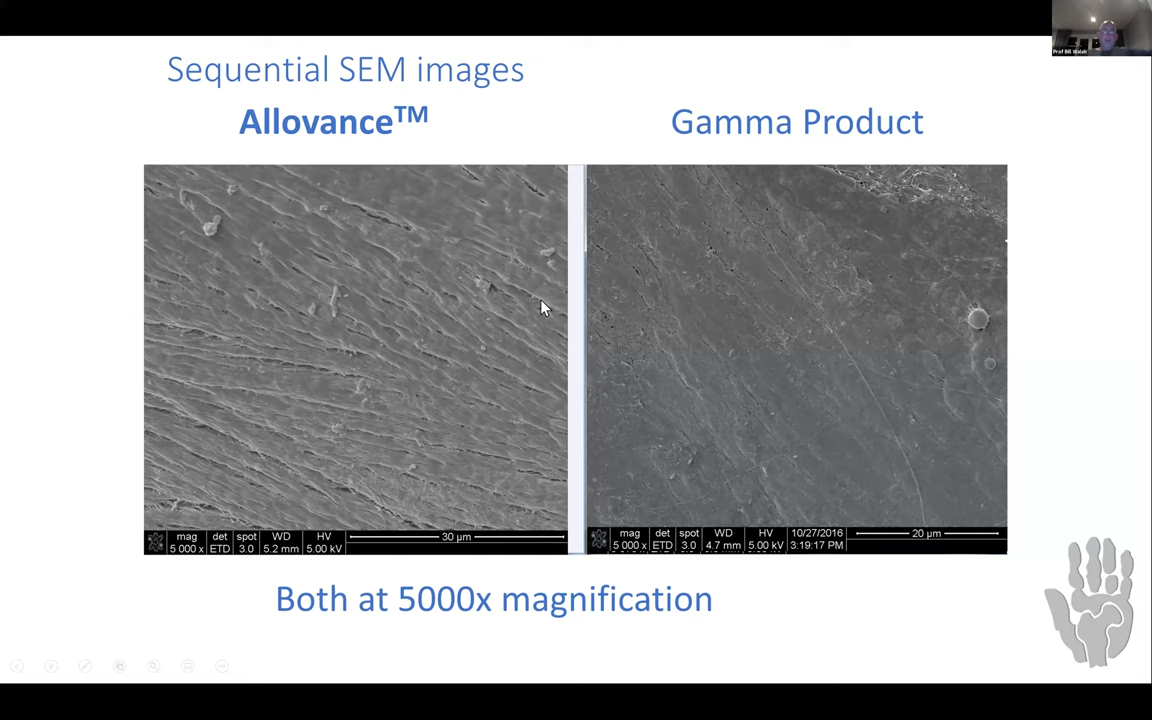 Prof Bill Walsh
Sequential SEM images
Allovance™
Gamma Product
mag det spot WD HV
5 000 x ETD 3.0 5.2 mm 5.00 kV
30 µm
mag det spot WD HV 10/27/2016
5 000 x ETD 3.0 4.7 mm 5.00 kV 3:19:17 PM
20 µm
Both at 5000x magnification